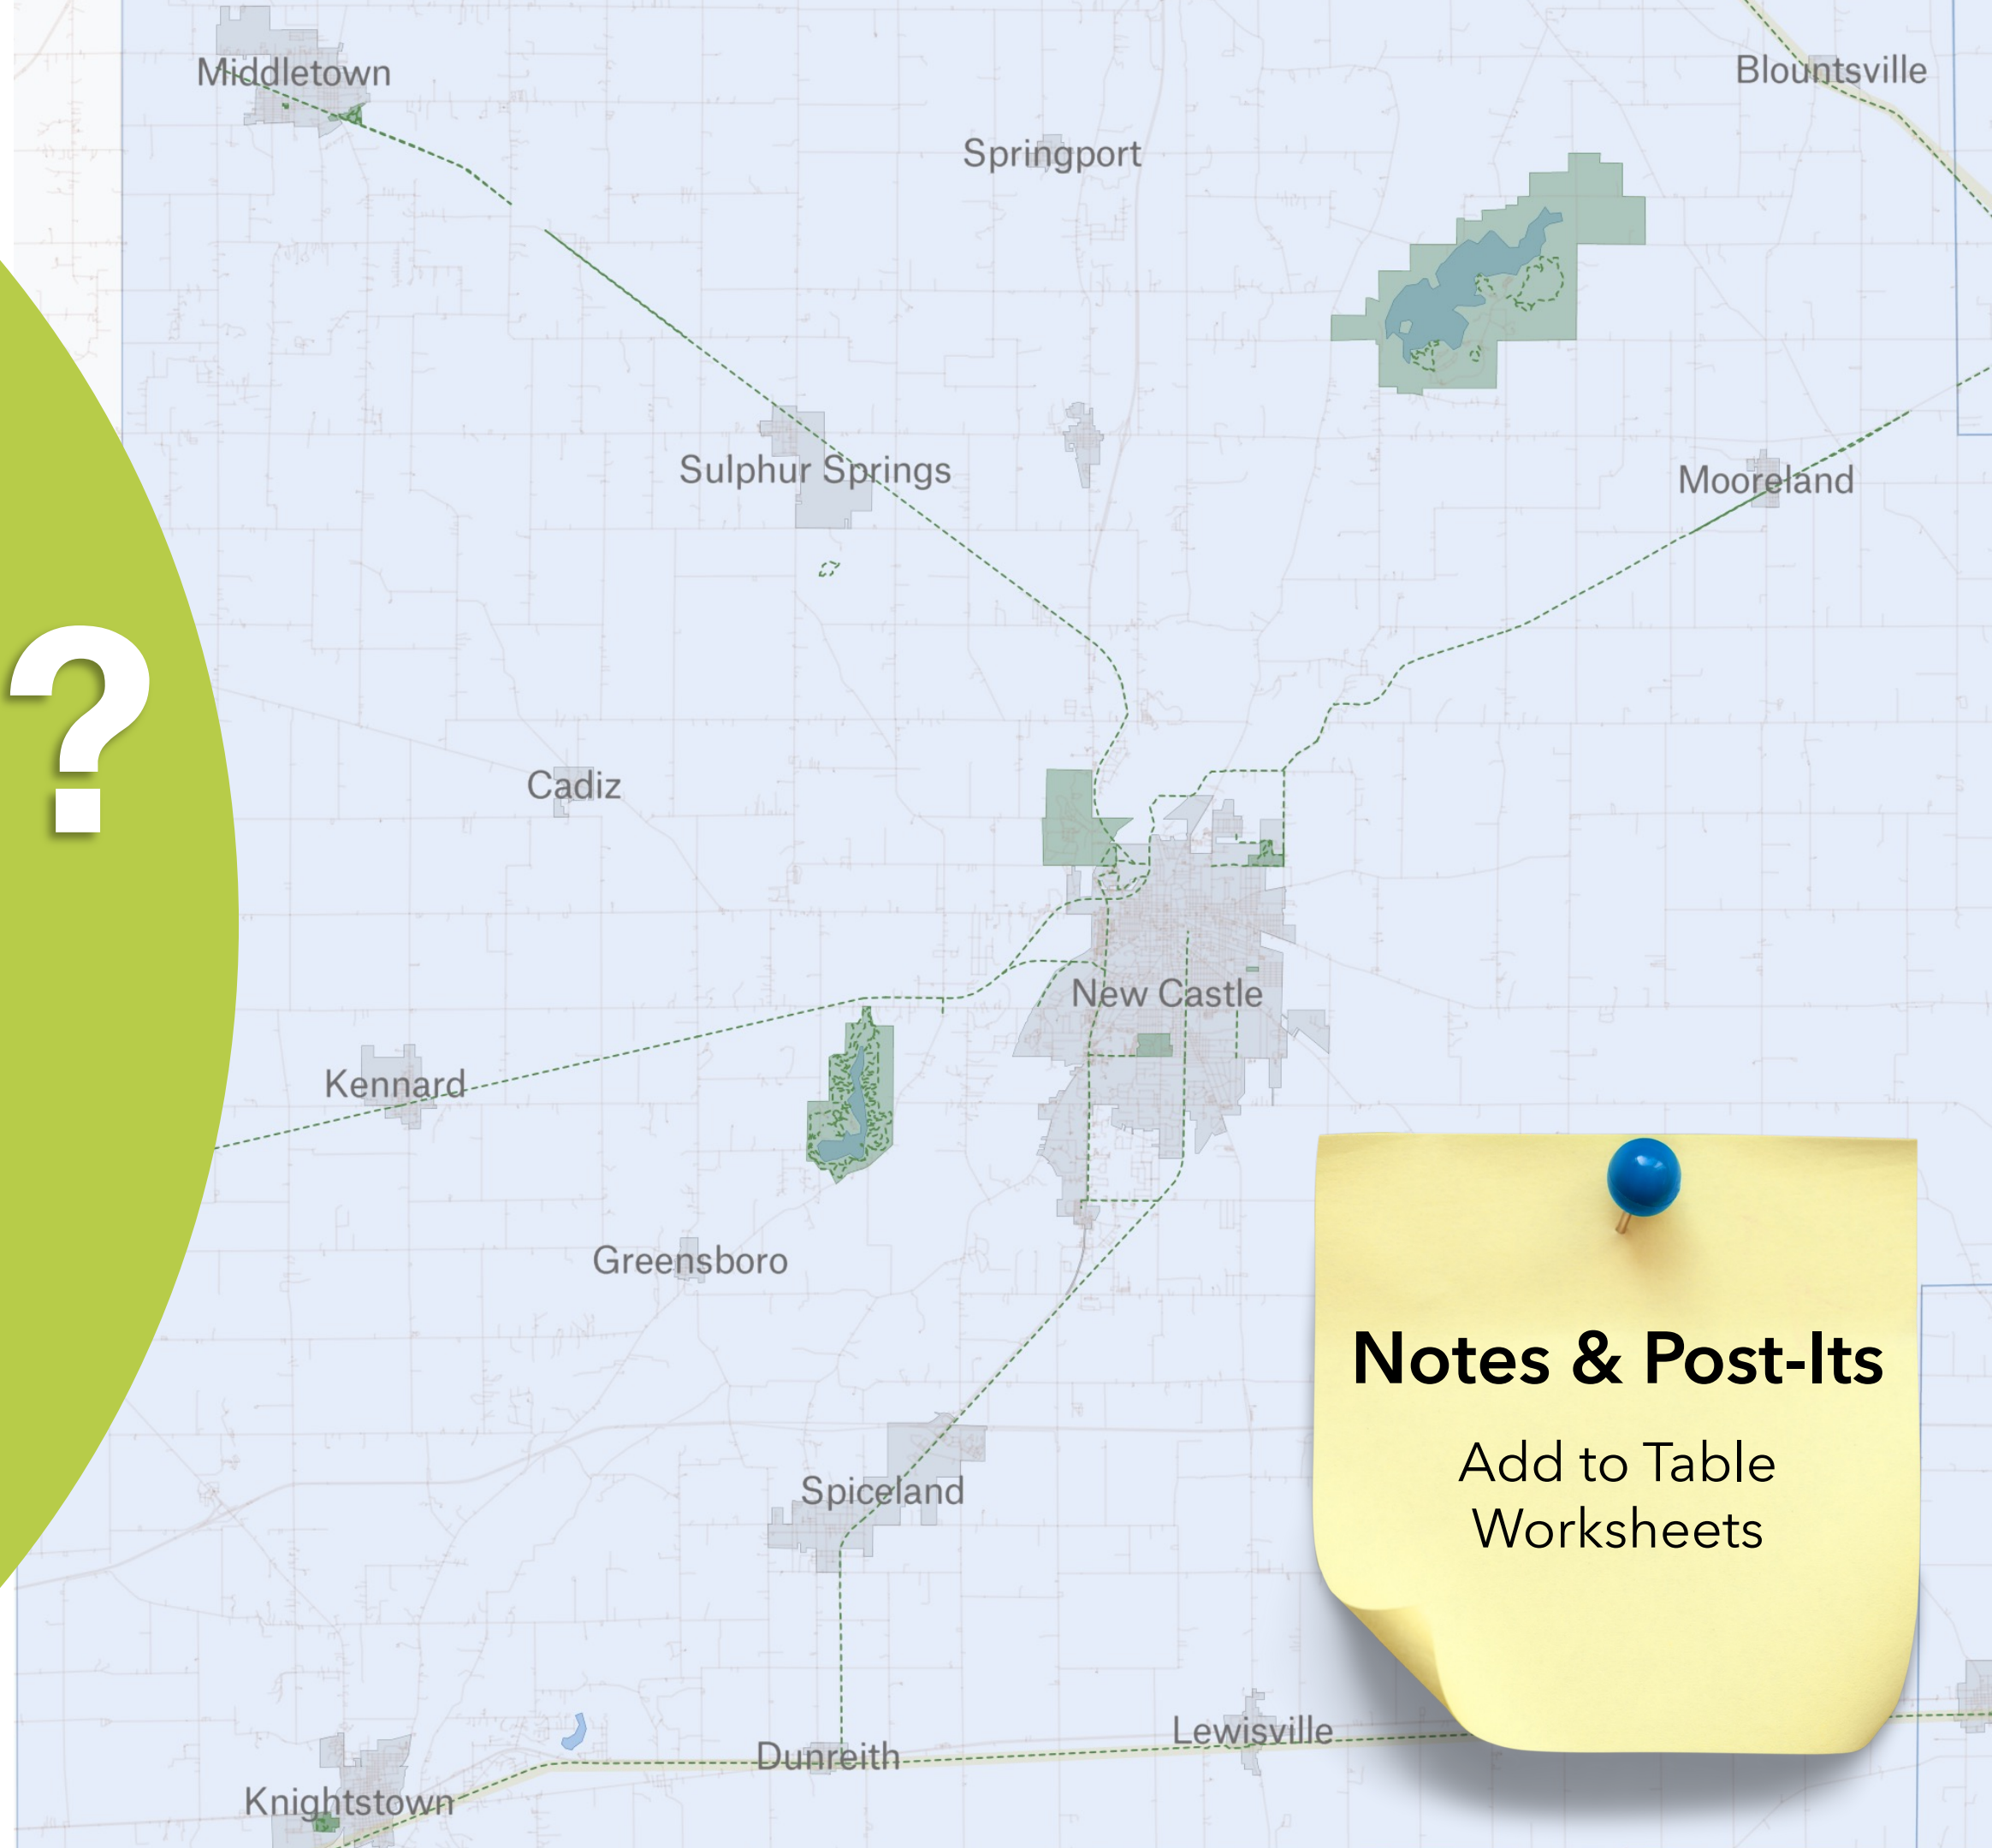 Middletown
Blountsville
Springport
Sulphur Springs
Mooreland
?
Cadiz
New Castle
Kennard
Greensboro
Notes & Post-Its
Add to Table
Worksheets
Spiceland
Lewisville
Dunreith
Knightstown